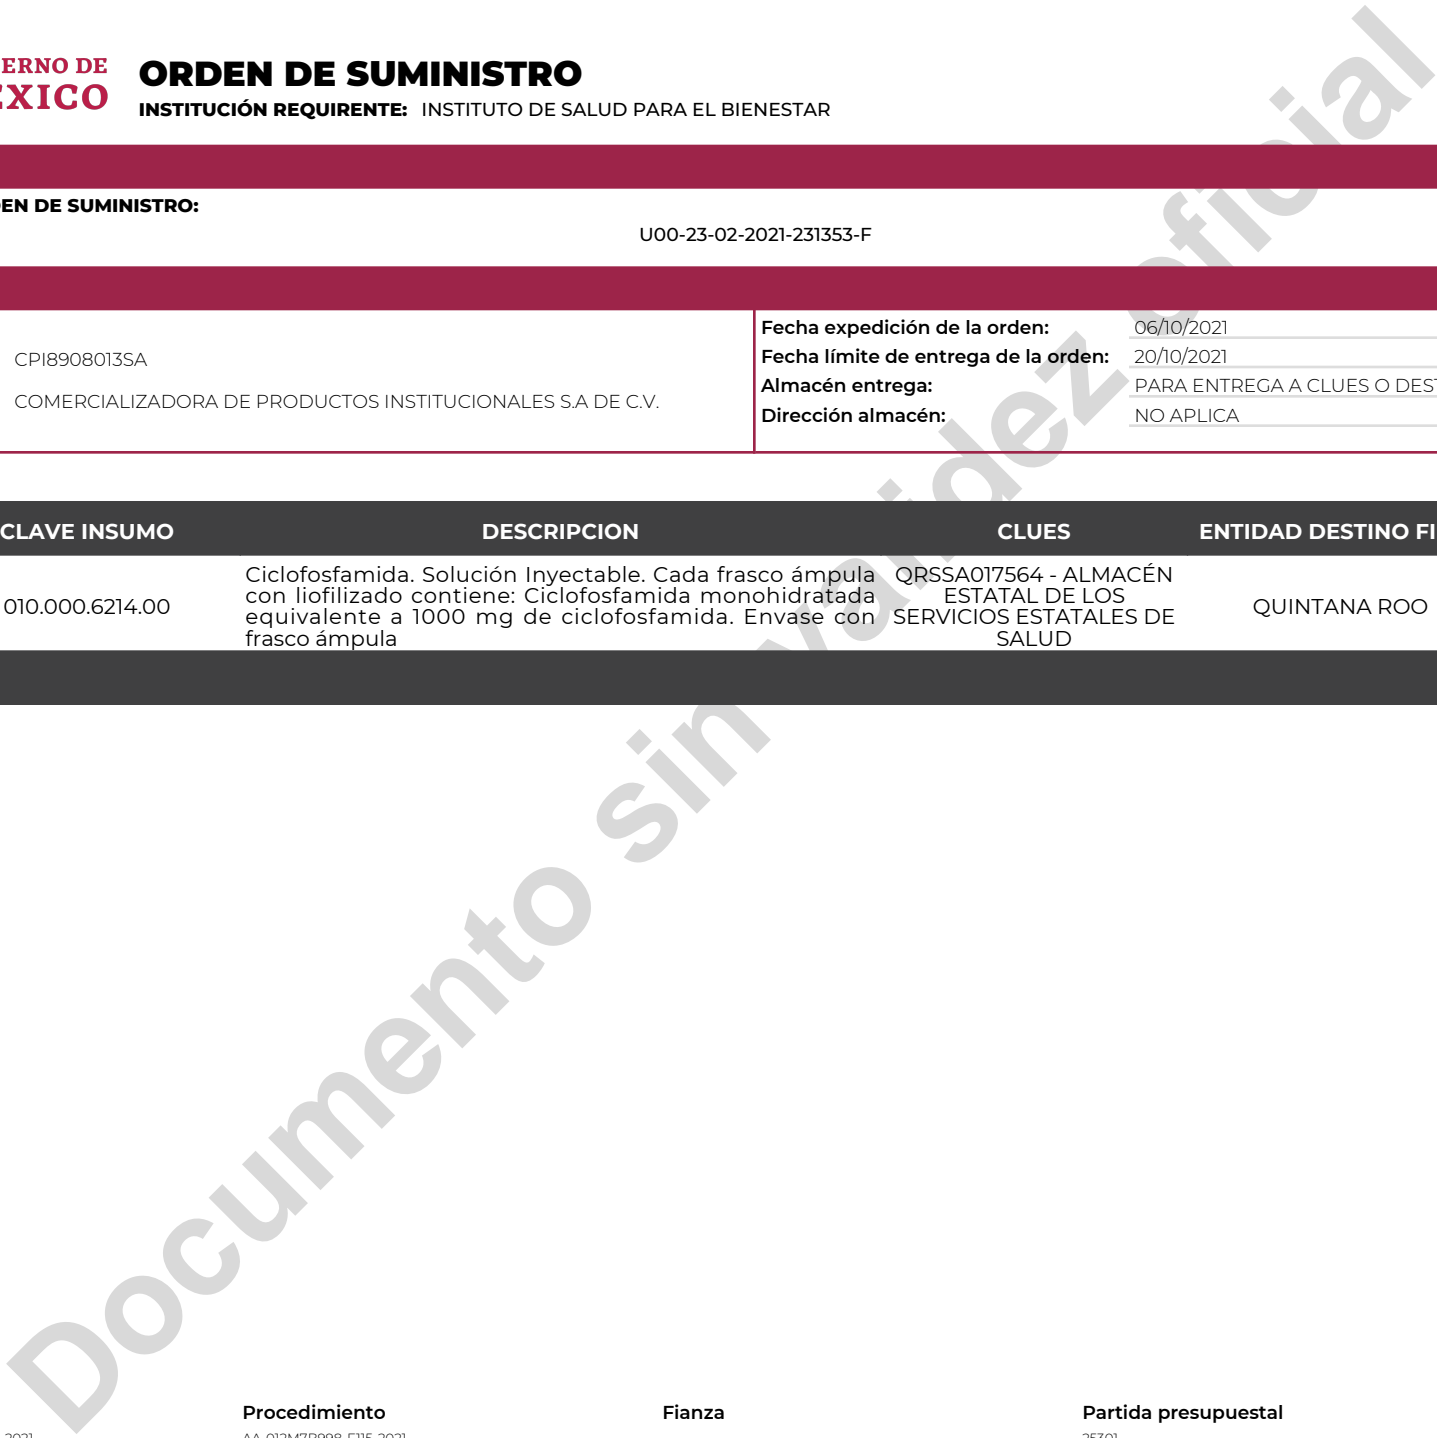 ERNO DE
ÉXICO
ORDEN DE SUMINISTRO
INSTITUCIÓN REQUIRENTE: INSTITUTO DE SALUD PARA EL BIENESTAR
EN DE SUMINISTRO:
U00-23-02-2021-231353-F
CPI8908013SA
COMERCIALIZADORA DE PRODUCTOS INSTITUCIONALES S.A DE C.V.
Fecha expedición de la orden: 06/10/2021
Fecha límite de entrega de la orden: 20/10/2021
Almacén entrega: PARA ENTREGA A CLUES O DEST
Dirección almacén: NO APLICA
CLAVE INSUMO DESCRIPCION CLUES ENTIDAD DESTINO FI
010.000.6214.00
Ciclofosfamida. Solución Inyectable. Cada frasco ámpula
con liofilizado contiene: Ciclofosfamida monohidratada
equivalente a 1000 mg de ciclofosfamida. Envase con
frasco ámpula
QRSSA017564 - ALMACÉN
ESTATAL DE LOS
SERVICIOS ESTATALES DE
SALUD
QUINTANA ROO
Documento sin validez oficial
Procedimiento Fianza Partida presupuestal